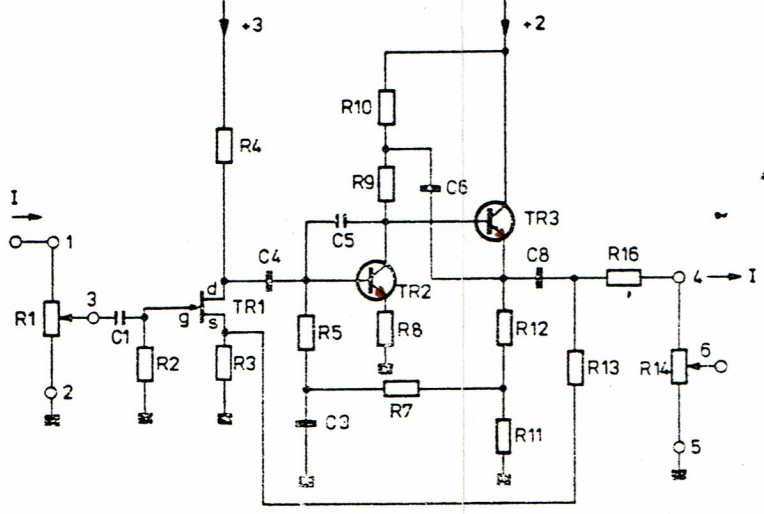 +3
+2
R10
R4
R9
C6
I
TR3
1
C5
C4
C8
R16
4
I
d
TR2
3
R1
TR1
g
s
C1
R5
R8
R12
6
R2
R3
R13
R14
2
R7
C3
R11
5